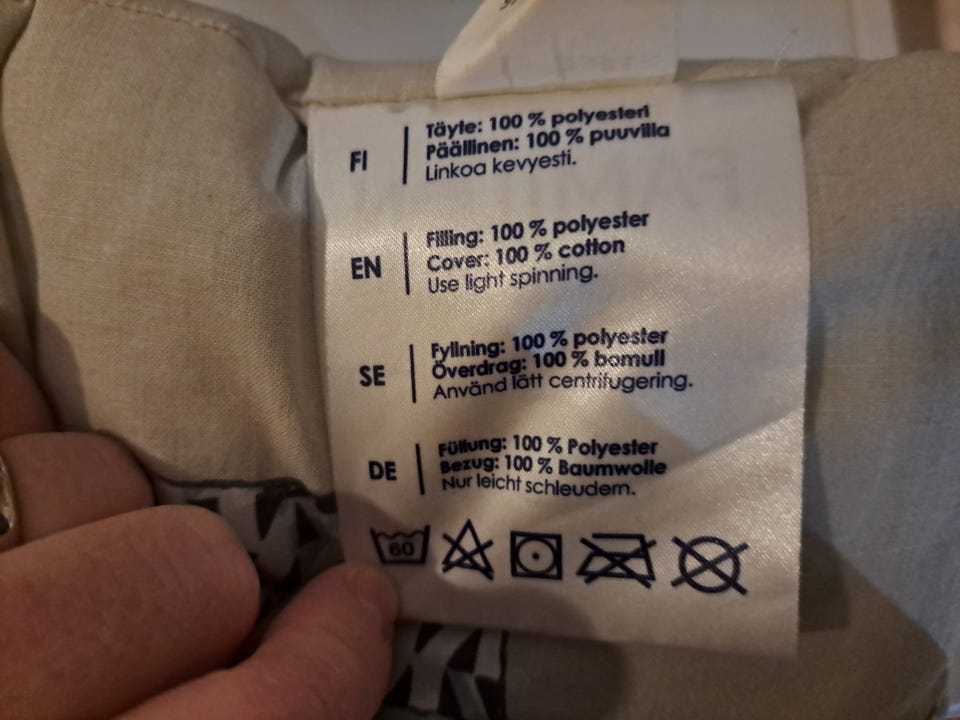 FI
Täyte: 100 % polyesteri
Päällinen: 100 % puuvilla
Linkoa kevyesti.
EN
Filling: 100 % polyester
Cover: 100 % cotton
Use light spinning.
SE
Fyllning: 100 % polyester
Överdrag: 100 % bomull
Använd lätt centrifugering.
DE
Füllung: 100 % Polyester
Bezug: 100 % Baumwolle
Nur leicht schleudern.
60